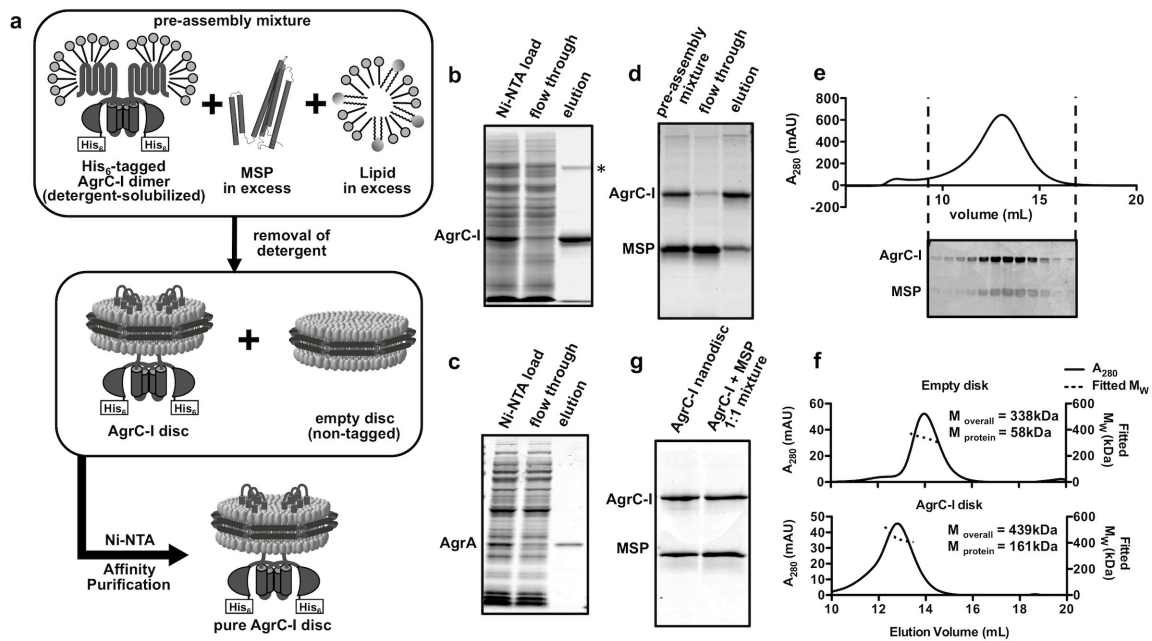 a
pre-assembly mixture
His6
His6
His6-tagged
AgrC-I dimer
(detergent-solubilized)
MSP
in excess
Lipid
in excess
removal of
detergent
His6
His6
AgrC-I disc
empty disc
(non-tagged)
Ni-NTA
Affinity
Purification
His6
His6
pure AgrC-I disc
b
Ni-NTA load
flow through
elution
*
AgrC-I
c
Ni-NTA load
flow through
elution
AgrA
d
pre-assembly
mixture
flow through
elution
AgrC-I
MSP
g
AgrC-I nanodisc
AgrC-I + MSP
1:1 mixture
AgrC-I
MSP
e
A280 (mAU)
800
600
400
200
0
-200
10
15
20
volume (mL)
AgrC-I
MSP
f
A280
Fitted MW
Empty disk
A280 (mAU)
60
40
20
0
M overall = 338kDa
M protein = 58kDa
600
400
200
0
Fitted
MW (kDa)
AgrC-I disk
A280 (mAU)
50
40
30
20
10
0
M overall = 439kDa
M protein = 161kDa
600
400
200
0
Fitted
MW (kDa)
10
12
14
16
18
20
Elution Volume (mL)